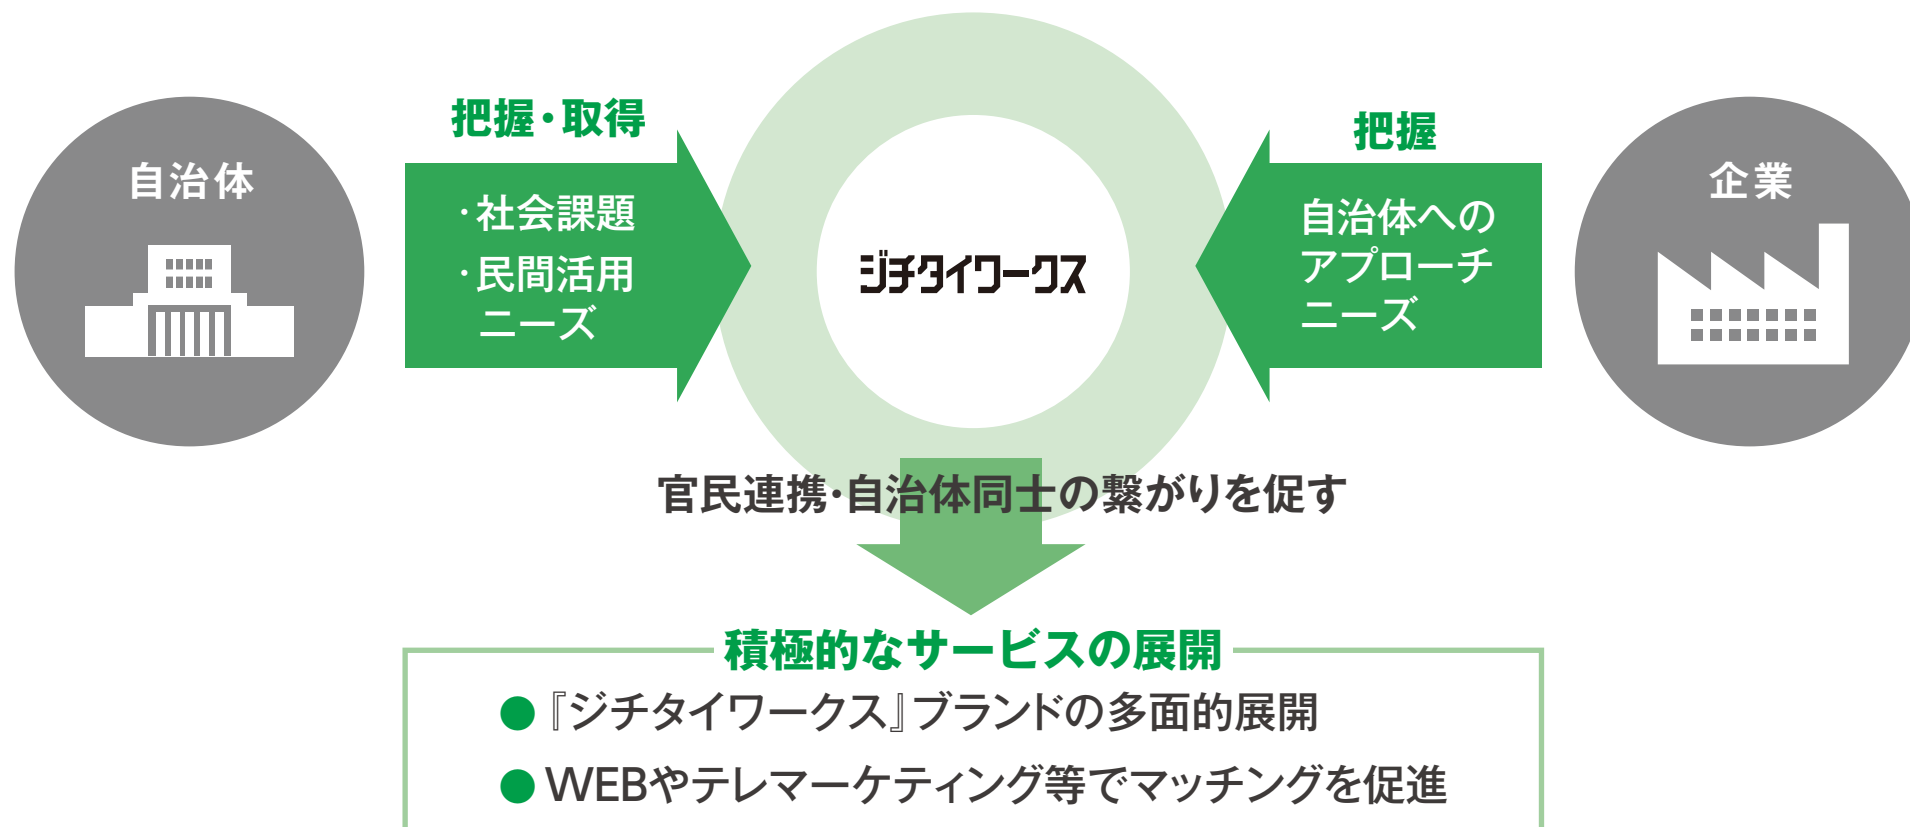 自治体
把握・取得
・社会課題
・民間活用
ニーズ
ジチタイワークス
把握
自治体への
アプローチ
ニーズ
企業
官民連携・自治体同士の繋がりを促す
積極的なサービスの展開
●『ジチタイワークス』ブランドの多面的展開
●WEBやテレマーケティング等でマッチングを促進